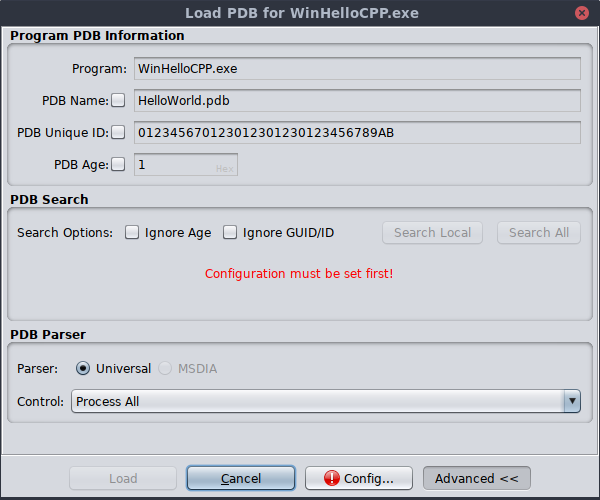 Load PDB for WinHelloCPP.exe
Program PDB Information
Program: WinHelloCPP.exe
PDB Name: HelloWorld.pdb
PDB Unique ID: 012345670123012301230123456789AB
PDB Age: 1 Hex
PDB Search
Search Options: Ignore Age Ignore GUID/ID Search Local Search All
Configuration must be set first!
PDB Parser
Parser: Universal MSDIA
Control: Process All
Load Cancel Config... Advanced <<